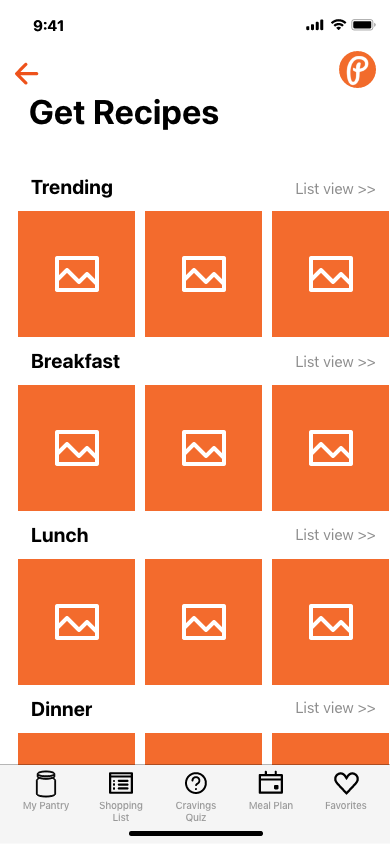 9:41
Get Recipes
Trending
List view >>
Breakfast
List view >>
Lunch
List view >>
Dinner
List view >>
My Pantry
Shopping
List
Cravings
Quiz
Meal Plan
Favorites